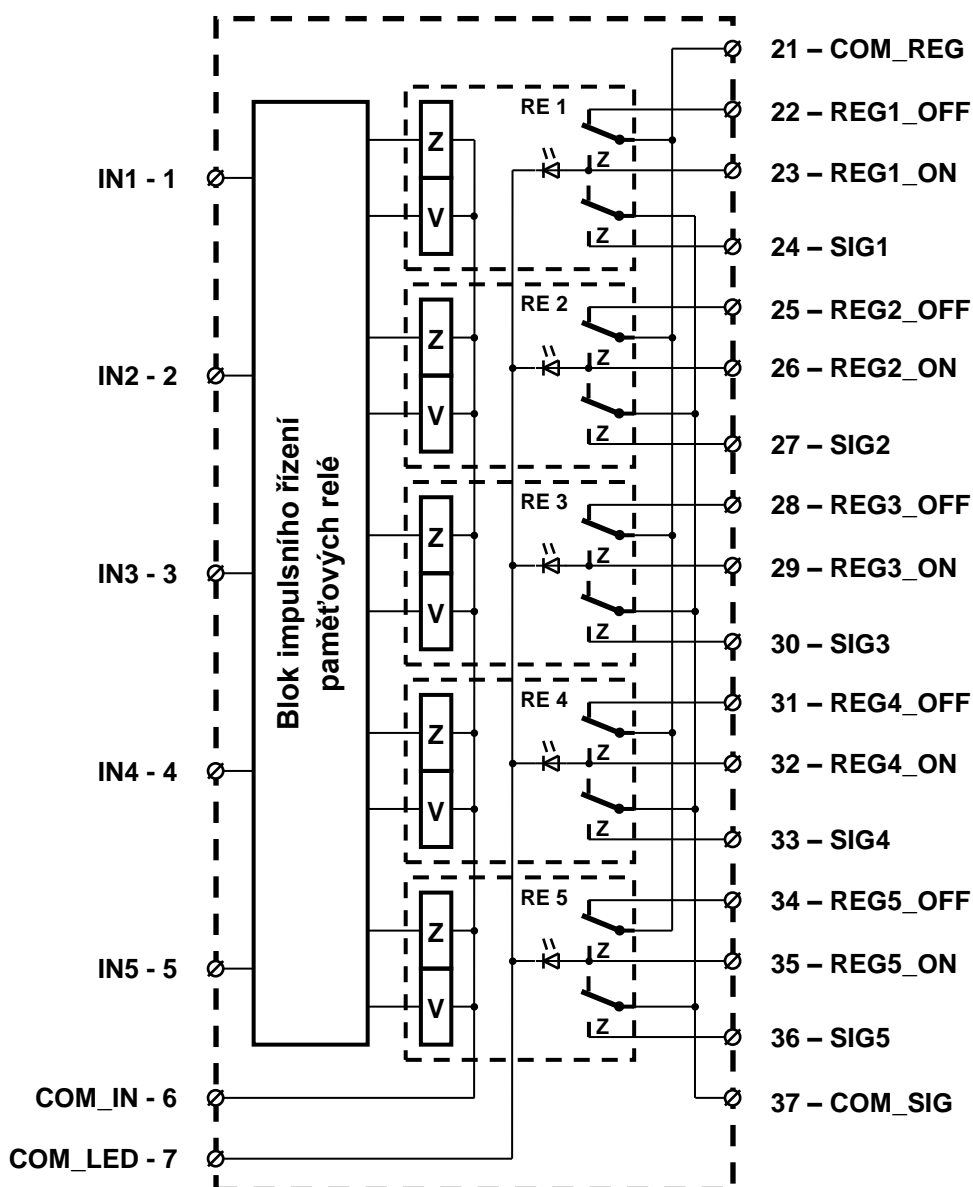 21 – COM_REG
RE 1
22 – REG1_OFF
Z
Z
IN1 - 1
23 – REG1_ON
V
Z
24 – SIG1
RE 2
25 – REG2_OFF
Z
Z
IN2 - 2
26 – REG2_ON
V
Z
27 – SIG2
Blok impulsního řízení
paměťových relé
RE 3
28 – REG3_OFF
Z
Z
IN3 - 3
29 – REG3_ON
V
Z
30 – SIG3
RE 4
31 – REG4_OFF
Z
Z
IN4 - 4
32 – REG4_ON
V
Z
33 – SIG4
RE 5
34 – REG5_OFF
Z
Z
IN5 - 5
35 – REG5_ON
V
Z
36 – SIG5
COM_IN - 6
37 – COM_SIG
COM_LED - 7